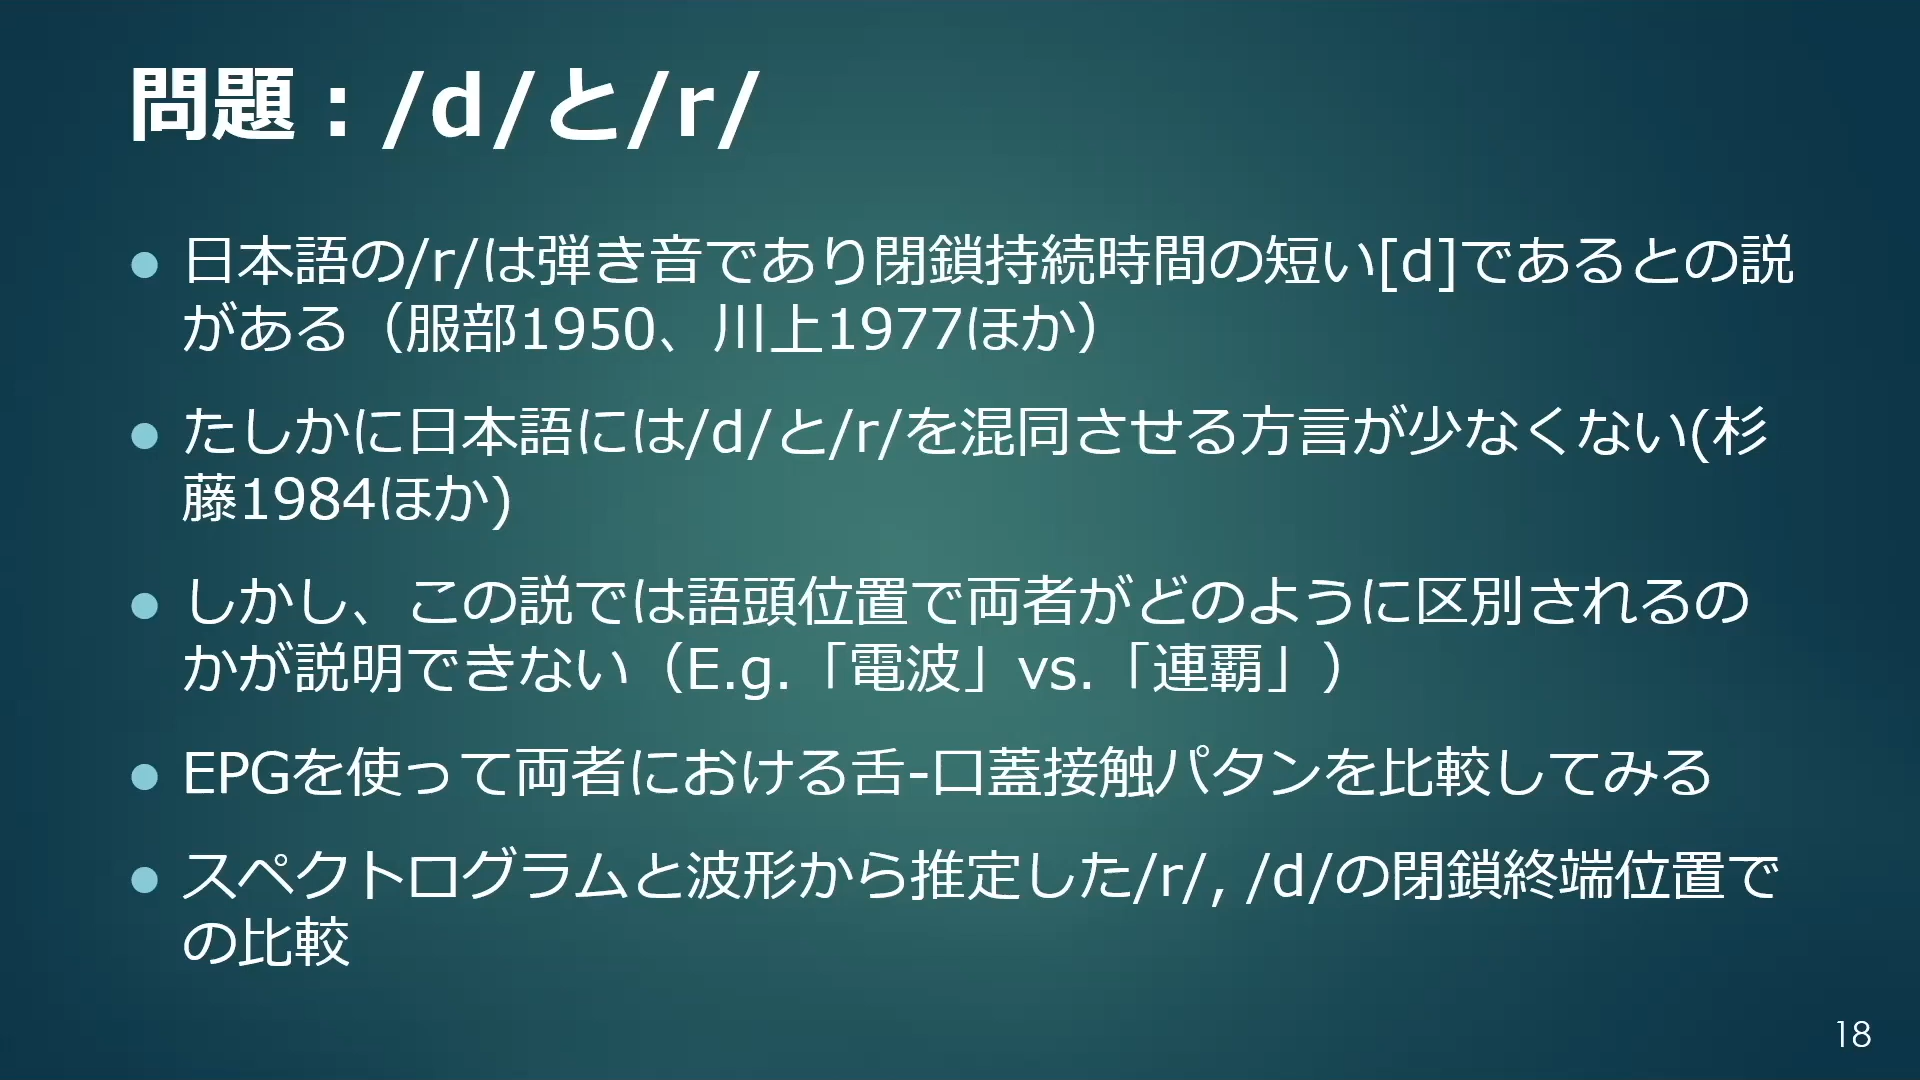 問題：/d/と/r/
● 日本語の/r/は弾き音であり閉鎖持続時間の短い[d]であるとの説
がある（服部1950、川上1977ほか）
● たしかに日本語には/d/と/r/を混同させる方言が少なくない(杉
藤1984ほか)
● しかし、この説では語頭位置で両者がどのように区別されるの
かが説明できない（E.g.「電波」vs.「連覇」）
● EPGを使って両者における舌-口蓋接触パタンを比較してみる
● スペクトログラムと波形から推定した/r/, /d/の閉鎖終端位置で
の比較
18